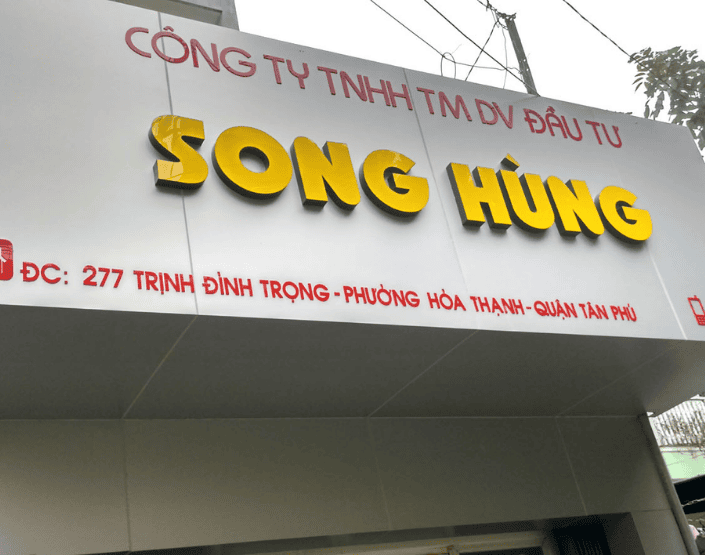 CÔNG TY TNHH TM DV ĐẦU TƯ
SONG HÙNG
ĐC: 277 TRỊNH ĐÌNH TRỌNG - PHƯỜNG HÒA THẠNH - QUẬN TÂN PHÚ